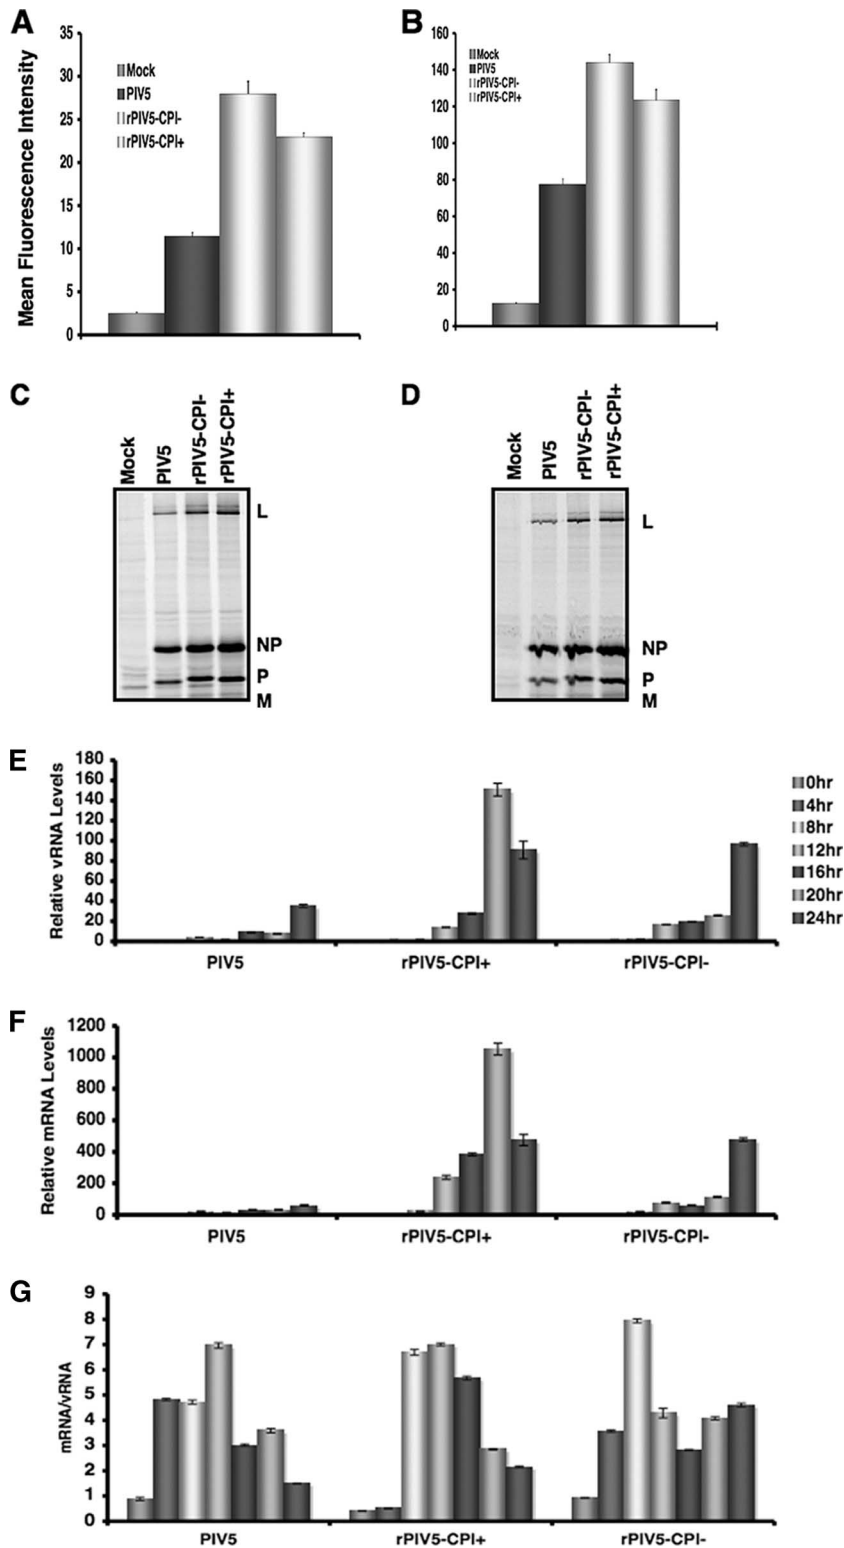 A
Mean Fluorescence Intensity
35
30
25
20
15
10
5
0
Mock
PIV5
rPIV5-CPI-
rPIV5-CPI+
B
160
140
120
100
80
60
40
20
0
Mock
PIV5
rPIV5-CPI-
rPIV5-CPI+
C
Mock
PIV5
rPIV5-CPI-
rPIV5-CPI+
L
NP
P
M
D
Mock
PIV5
rPIV5-CPI-
rPIV5-CPI+
L
NP
P
M
E
Relative vRNA Levels
180
160
140
120
100
80
60
40
20
0
PIV5
rPIV5-CPI+
rPIV5-CPI-
0hr
4hr
8hr
12hr
16hr
20hr
24hr
F
Relative mRNA Levels
1200
1000
800
600
400
200
0
PIV5
rPIV5-CPI+
rPIV5-CPI-
G
mRNA/vRNA
9
8
7
6
5
4
3
2
1
0
PIV5
rPIV5-CPI+
rPIV5-CPI-